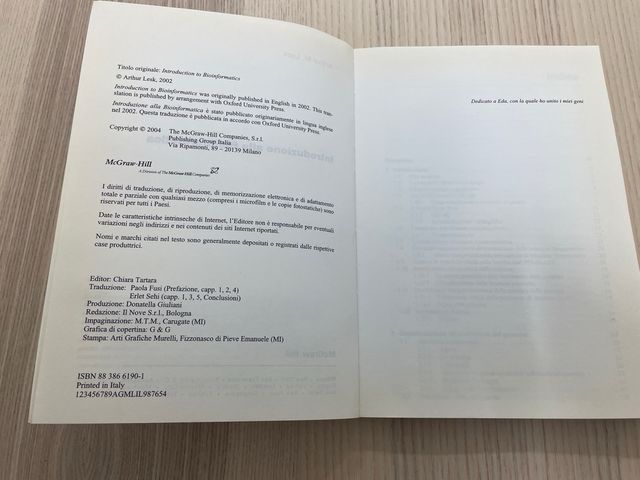 Titolo originale: Introduction to Bioinformatics
© Arthur Lesk, 2002
Introduction to Bioinformatics was originally published in English in 2002. This tran-
slation is published by arrangement with Oxford University Press.
Introduzione alla Bioinformatica è stato pubblicato originariamente in lingua inglese
nel 2002. Questa traduzione è pubblicata in accordo con Oxford University Press.
Copyright © 2004 The McGraw-Hill Companies, S.r.l.
Publishing Group Italia
Via Ripamonti, 89 – 20139 Milano
McGraw-Hill
A Division of The McGraw-Hill Companies
I diritti di traduzione, di riproduzione, di memorizzazione elettronica e di adattamento
totale e parziale con qualsiasi mezzo (compresi i microfilm e le copie fotostatiche) sono
riservati per tutti i Paesi.
Date le caratteristiche intrinseche di Internet, l'Editore non è responsabile per eventuali
variazioni negli indirizzi e nei contenuti dei siti Internet riportati.
Nomi e marchi citati nel testo sono generalmente depositati o registrati dalle rispettive
case produttrici.
Editor: Chiara Tartara
Traduzione: Paola Fusi (Prefazione, capp. 1, 2, 4)
Erlet Sehi (capp. 1, 3, 5, Conclusioni)
Produzione: Donatella Giuliani
Redazione: Il Nove S.r.l., Bologna
Impaginazione: M.T.M., Carugate (MI)
Grafica di copertina: G & G
Stampa: Arti Grafiche Murelli, Fizzonasco di Pieve Emanuele (MI)
ISBN 88 386 6190-1
Printed in Italy
123456789AGMLIL987654
Dedicato a Eda, con la quale ho unito i miei geni